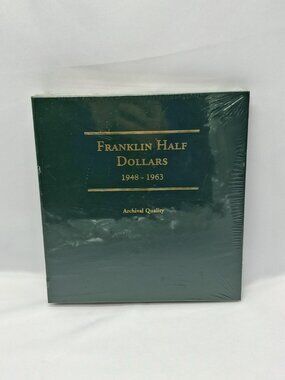 Franklin Half
Dollars
1948 - 1963
Archival Quality